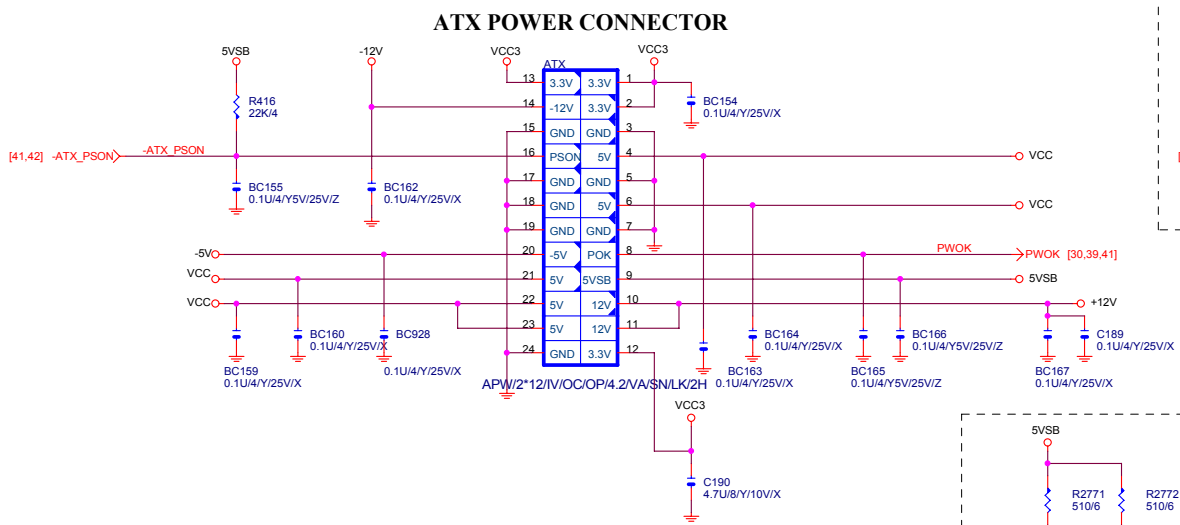 ATX POWER CONNECTOR
5VSB
-12V
VCC3
VCC3
ATX
R416
22K/4
13 3.3V 3.3V 1
14 -12V 3.3V 2
15 GND GND 3
16 PSON 5V 4
17 GND GND 5
18 GND 5V 6
19 GND GND 7
20 -5V POK 8
21 5V 5VSB 9
22 5V 12V 10
23 5V 12V 11
24 GND 3.3V 12
BC154
0.1U/4/Y/25V/X
[41,42] -ATX_PSON
-ATX_PSON
VCC
BC155
0.1U/4/Y5V/25V/Z
BC162
0.1U/4/Y/25V/X
VCC
-5V
PWOK
PWOK [30,39,41]
VCC
5VSB
VCC
+12V
BC159
0.1U/4/Y/25V/X
BC160
0.1U/4/Y/25V/X
BC928
0.1U/4/Y/25V/X
BC163
0.1U/4/Y/25V/X
BC164
0.1U/4/Y/25V/X
BC165
0.1U/4/Y5V/25V/Z
BC166
0.1U/4/Y5V/25V/Z
BC167
0.1U/4/Y/25V/X
C189
0.1U/4/Y/25V/X
APW/2*12/IV/OC/OP/4.2/VA/SN/LK/2H
VCC3
C190
4.7U/8/Y/10V/X
5VSB
R2771
510/6
R2772
510/6
[